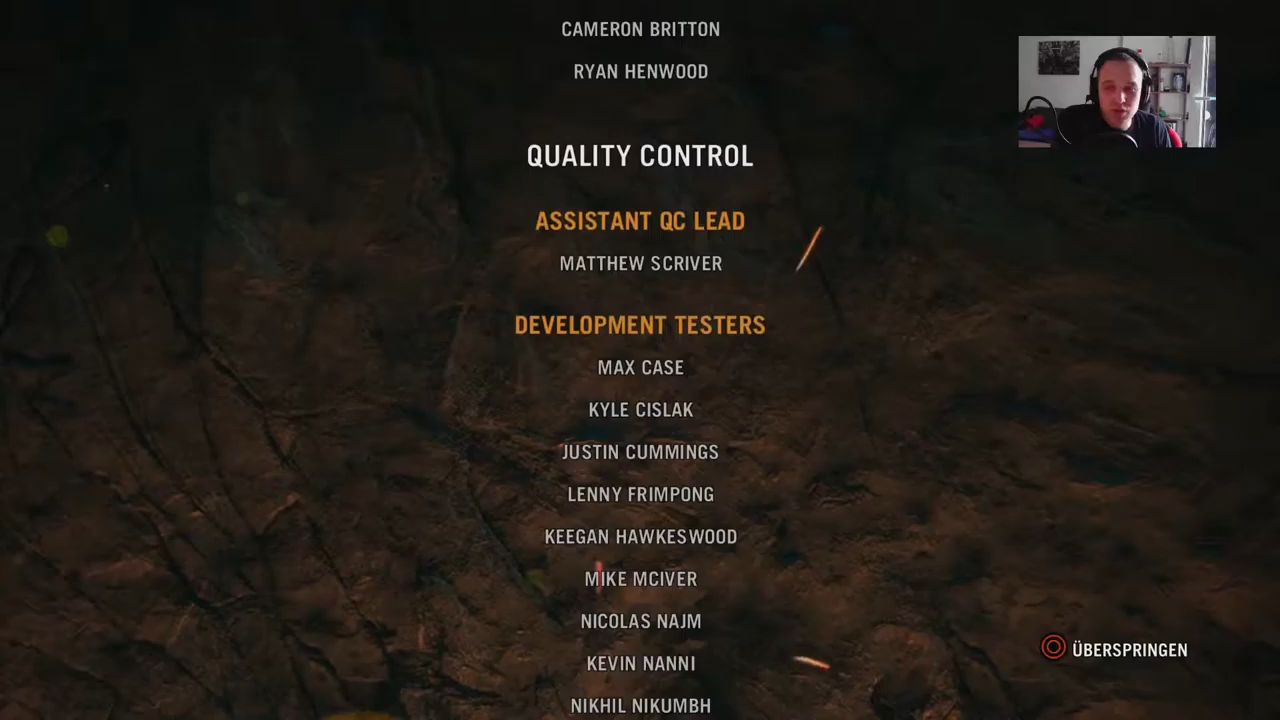 CAMERON BRITTON
RYAN HENWOOD
QUALITY CONTROL
ASSISTANT QC LEAD
MATTHEW SCRIVER
DEVELOPMENT TESTERS
MAX CASE
KYLE CISLAK
JUSTIN CUMMINGS
LENNY FRIMPONG
KEEGAN HAWKESWOOD
MIKE MCIVER
NICOLAS NAJM
KEVIN NANNI
NIKHIL NIKUMBH
ÜBERSPRINGEN